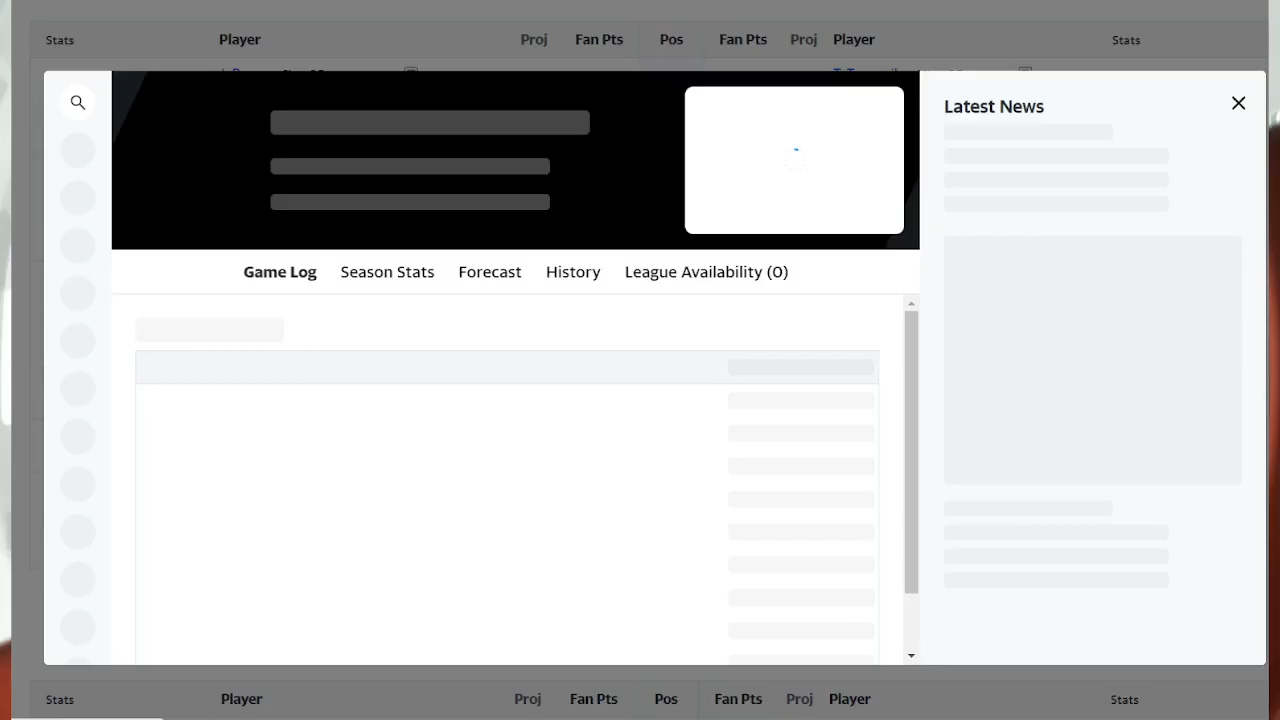 Stats Player Proj Fan Pts Pos Fan Pts Proj Player Stats
Latest News
Game Log Season Stats Forecast History League Availability (0)
Stats Player Proj Fan Pts Pos Fan Pts Proj Player Stats